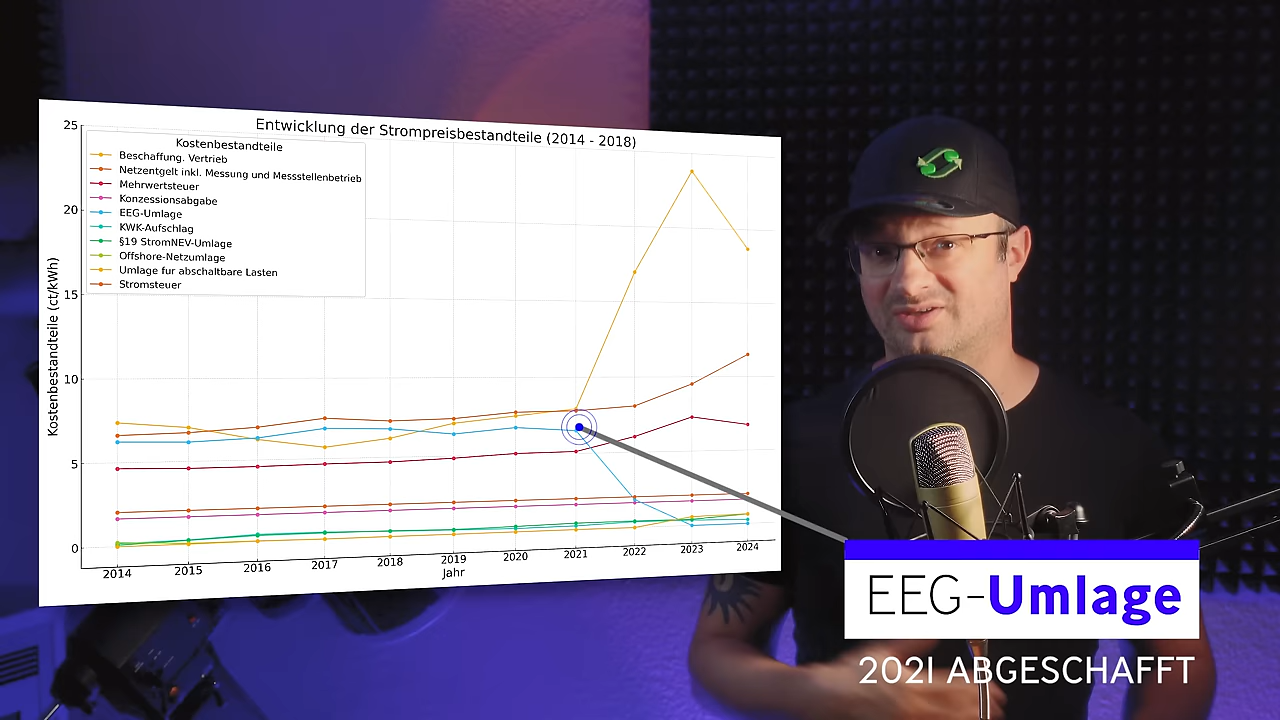 Entwicklung der Strompreisbestandteile (2014 - 2018)
Kostenbestandteile
Beschaffung. Vertrieb
Netzentgelt inkl. Messung und Messstellenbetrieb
Mehrwertsteuer
Konzessionsabgabe
EEG-Umlage
KWK-Aufschlag
§19 StromNEV-Umlage
Offshore-Netzumlage
Umlage fur abschaltbare Lasten
Stromsteuer
Kostenbestandteile (ct/kWh)
25
20
15
10
5
0
2014 2015 2016 2017 2018 2019 2020 2021 2022 2023 2024
Jahr
EEG-Umlage
2021 ABGESCHAFFT